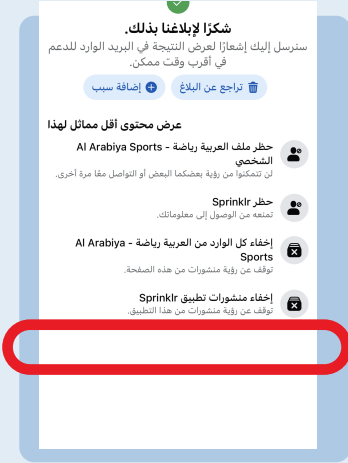 شكرًا لإبلاغنا بذلك.
سنرسل إليك إشعارًا لعرض النتيجة في البريد الوارد للدعم
في أقرب وقت ممكن.
تراجع عن البلاغ
إضافة سبب
عرض محتوى أقل مماثل لهذا
حظر ملف العربية رياضة - Al Arabiya Sports
الشخصي
لن تتمكنوا من رؤية بعضكما البعض أو التواصل معًا مرة أخرى.
حظر Sprinklr
تمنعه من الوصول إلى معلوماتك.
إخفاء كل الوارد من العربية رياضة - Al Arabiya
Sports
توقف عن رؤية منشورات من هذه الصفحة.
إخفاء منشورات تطبيق Sprinklr
توقف عن رؤية منشورات من هذا التطبيق.